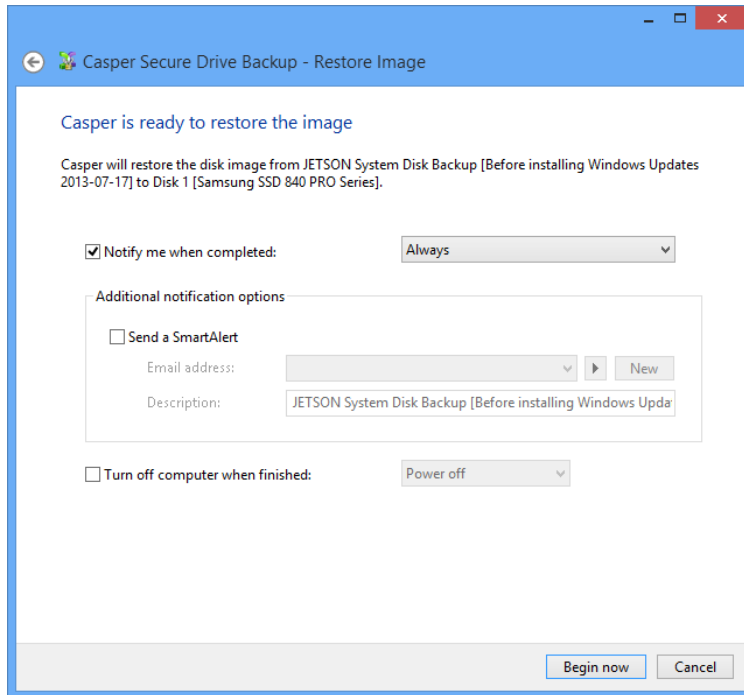 Casper Secure Drive Backup - Restore Image
Casper is ready to restore the image
Casper will restore the disk image from JETSON System Disk Backup [Before installing Windows Updates
2013-07-17] to Disk 1 [Samsung SSD 840 PRO Series].
Notify me when completed: Always
Additional notification options
Send a SmartAlert
Email address: New
Description: JETSON System Disk Backup [Before installing Windows Upda
Turn off computer when finished: Power off
Begin now Cancel